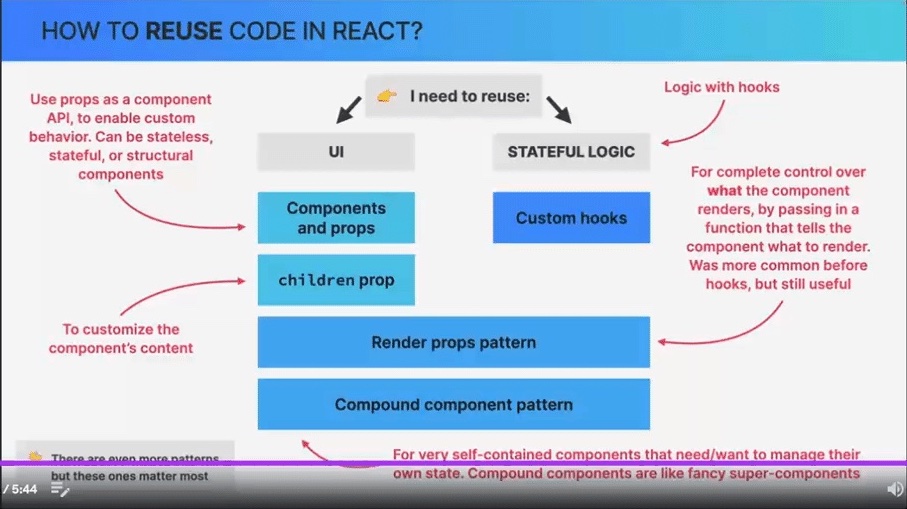 HOW TO REUSE CODE IN REACT?
👉 I need to reuse:
Use props as a component
API, to enable custom
behavior. Can be stateless,
stateful, or structural
components
Logic with hooks
UI
STATEFUL LOGIC
For complete control over
what the component
renders, by passing in a
function that tells the
component what to render.
Was more common before
hooks, but still useful
Components
and props
Custom hooks
children prop
To customize the
component's content
Render props pattern
Compound component pattern
👉 There are even more patterns
but these ones matter most
For very self-contained components that need/want to manage their
own state. Compound components are like fancy super-components
/ 5:44